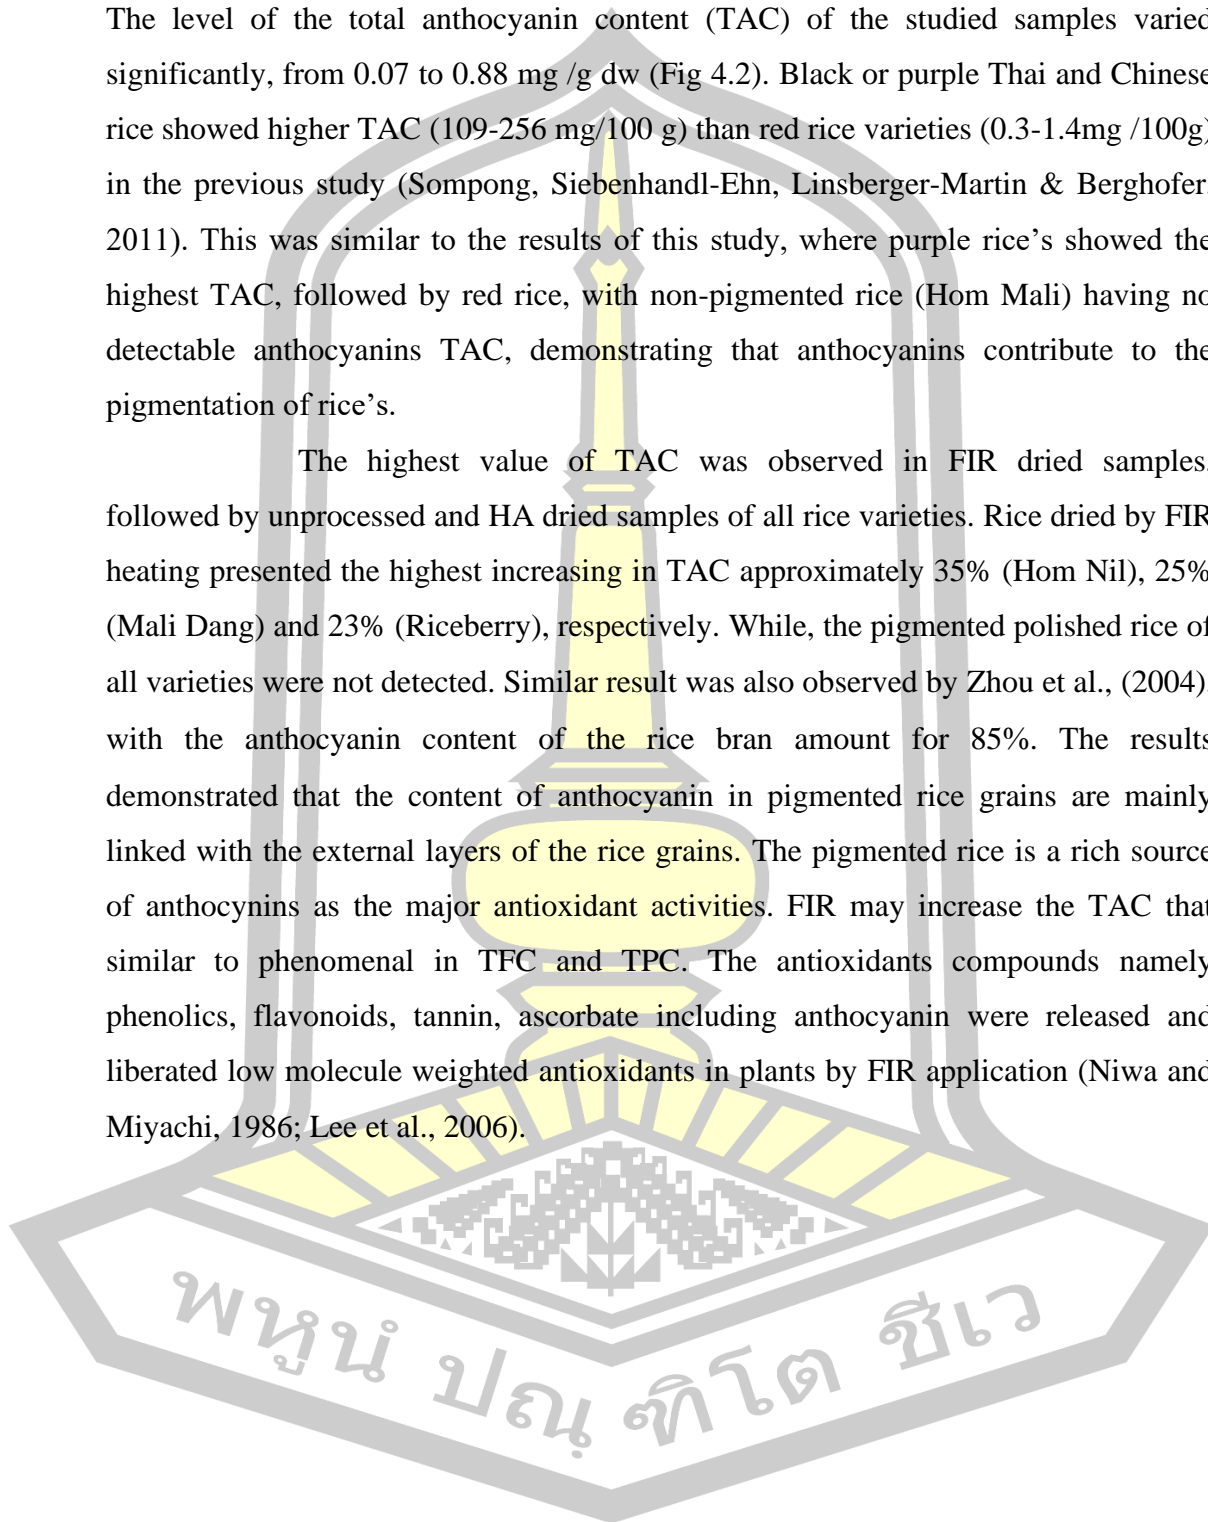 The level of the total anthocyanin content (TAC) of the studied samples varied
significantly, from 0.07 to 0.88 mg /g dw (Fig 4.2). Black or purple Thai and Chinese
rice showed higher TAC (109-256 mg/100 g) than red rice varieties (0.3-1.4mg /100g)
in the previous study (Sompong, Siebenhandl-Ehn, Linsberger-Martin & Berghofer,
2011). This was similar to the results of this study, where purple rice’s showed the
highest TAC, followed by red rice, with non-pigmented rice (Hom Mali) having no
detectable anthocyanins TAC, demonstrating that anthocyanins contribute to the
pigmentation of rice’s.
The highest value of TAC was observed in FIR dried samples,
followed by unprocessed and HA dried samples of all rice varieties. Rice dried by FIR
heating presented the highest increasing in TAC approximately 35% (Hom Nil), 25%
(Mali Dang) and 23% (Riceberry), respectively. While, the pigmented polished rice of
all varieties were not detected. Similar result was also observed by Zhou et al., (2004),
with the anthocyanin content of the rice bran amount for 85%. The results
demonstrated that the content of anthocyanin in pigmented rice grains are mainly
linked with the external layers of the rice grains. The pigmented rice is a rich source
of anthocynins as the major antioxidant activities. FIR may increase the TAC that
similar to phenomenal in TFC and TPC. The antioxidants compounds namely
phenolics, flavonoids, tannin, ascorbate including anthocyanin were released and
liberated low molecule weighted antioxidants in plants by FIR application (Niwa and
Miyachi, 1986; Lee et al., 2006).
พหูนํ ปณฺ ฑิโต ชีเว